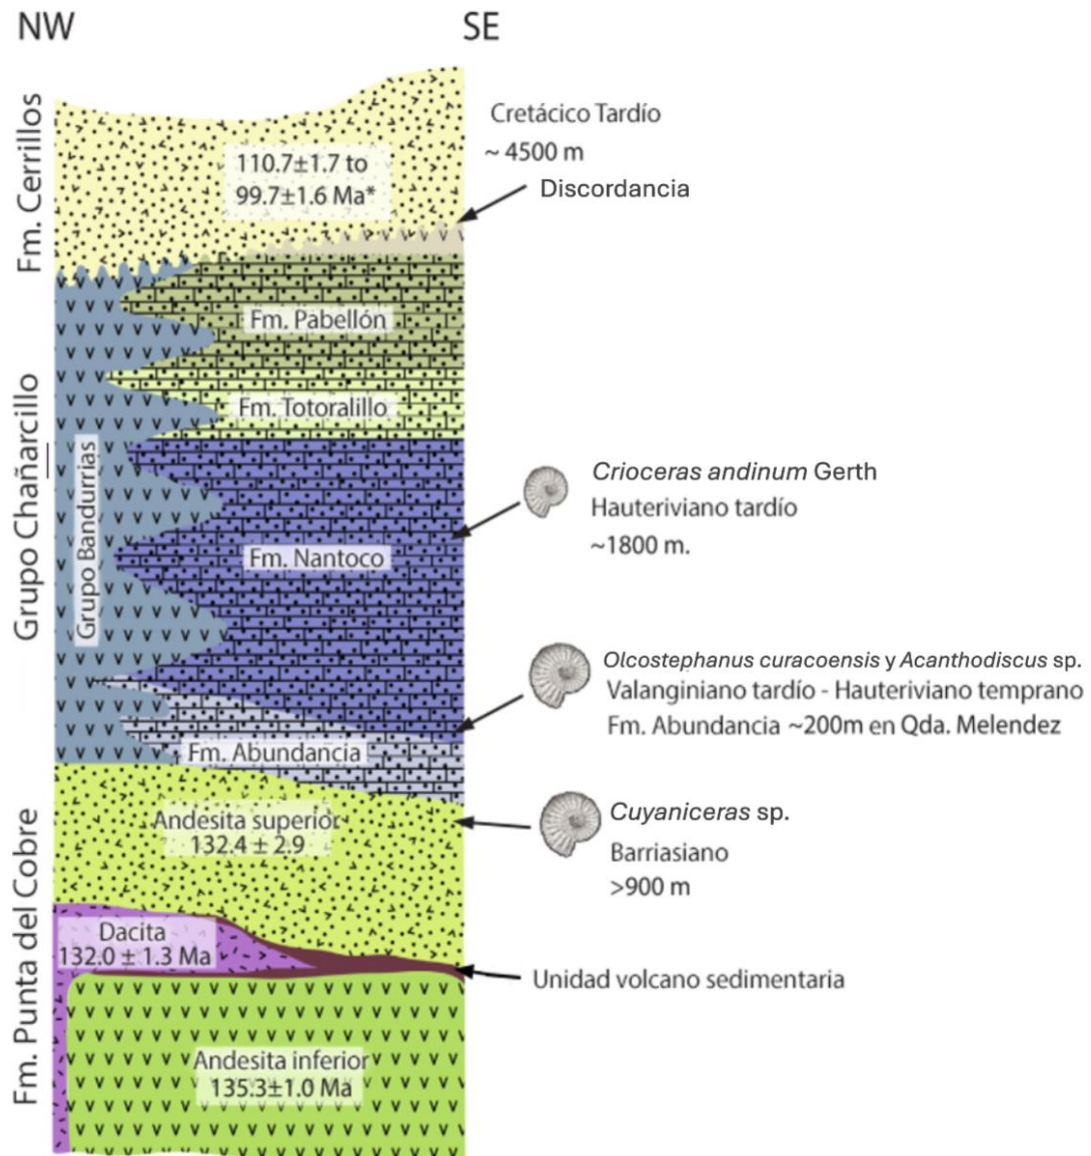 NW
SE
Fm. Cerrillos
110.7±1.7 to
99.7±1.6 Ma*
Cretácico Tardío
~ 4500 m
Discordancia
Grupo Chañarcillo
Grupo Bandurrias
Fm. Pabellón
Fm. Totoralillo
Fm. Nantoco
Crioceras andinum Gerth
Hauteriviano tardío
~1800 m.
Olcostephanus curacoensis y Acanthodiscus sp.
Valanginiano tardío - Hauteriviano temprano
Fm. Abundancia ~200m en Qda. Melendez
Fm. Abundancia
Fm. Punta del Cobre
Andesita superior
132.4 ± 2.9
Cuyaniceras sp.
Barriasiano
>900 m
Dacita
132.0 ± 1.3 Ma
Unidad volcano sedimentaria
Andesita inferior
135.3±1.0 Ma